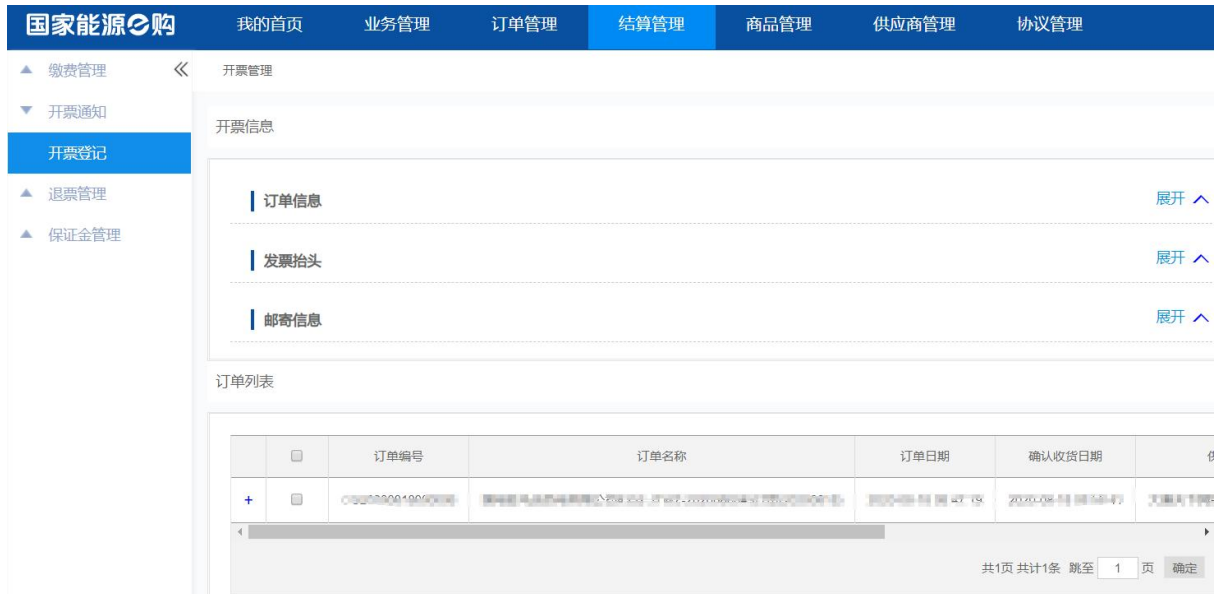 国家能源e购 我的首页 业务管理 订单管理 结算管理 商品管理 供应商管理 协议管理
缴费管理
开票通知
开票登记
退票管理
保证金管理
开票管理
开票信息
订单信息 展开
发票抬头 展开
邮寄信息 展开
订单列表
订单编号 订单名称 订单日期 确认收货日期
+
共1页 共计1条 跳至 1 页 确定